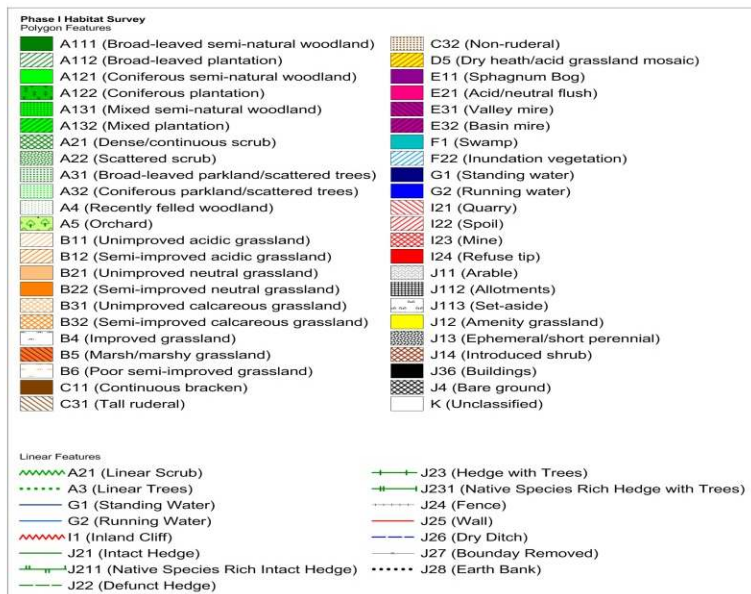 Phase I Habitat Survey
Polygon Features
A111 (Broad-leaved semi-natural woodland)
A112 (Broad-leaved plantation)
A121 (Coniferous semi-natural woodland)
A122 (Coniferous plantation)
A131 (Mixed semi-natural woodland)
A132 (Mixed plantation)
A21 (Dense/continuous scrub)
A22 (Scattered scrub)
A31 (Broad-leaved parkland/scattered trees)
A32 (Coniferous parkland/scattered trees)
A4 (Recently felled woodland)
A5 (Orchard)
B11 (Unimproved acidic grassland)
B12 (Semi-improved acidic grassland)
B21 (Unimproved neutral grassland)
B22 (Semi-improved neutral grassland)
B31 (Unimproved calcareous grassland)
B32 (Semi-improved calcareous grassland)
B4 (Improved grassland)
B5 (Marsh/marshy grassland)
B6 (Poor semi-improved grassland)
C11 (Continuous bracken)
C31 (Tall ruderal)
C32 (Non-ruderal)
D5 (Dry heath/acid grassland mosaic)
E11 (Sphagnum Bog)
E21 (Acid/neutral flush)
E31 (Valley mire)
E32 (Basin mire)
F1 (Swamp)
F22 (Inundation vegetation)
G1 (Standing water)
G2 (Running water)
I21 (Quarry)
I22 (Spoil)
I23 (Mine)
I24 (Refuse tip)
J11 (Arable)
J112 (Allotments)
J113 (Set-aside)
J12 (Amenity grassland)
J13 (Ephemeral/short perennial)
J14 (Introduced shrub)
J36 (Buildings)
J4 (Bare ground)
K (Unclassified)
Linear Features
A21 (Linear Scrub)
A3 (Linear Trees)
G1 (Standing Water)
G2 (Running Water)
I1 (Inland Cliff)
J21 (Intact Hedge)
J211 (Native Species Rich Intact Hedge)
J22 (Defunct Hedge)
J23 (Hedge with Trees)
J231 (Native Species Rich Hedge with Trees)
J24 (Fence)
J25 (Wall)
J26 (Dry Ditch)
J27 (Bounday Removed)
J28 (Earth Bank)